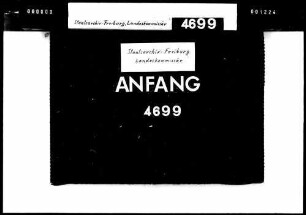 000003
001224
Staatsarchiv Freiburg, Landeskommissär
4699
Staatsarchiv Freiburg
Landeskommissär
ANFANG
4699